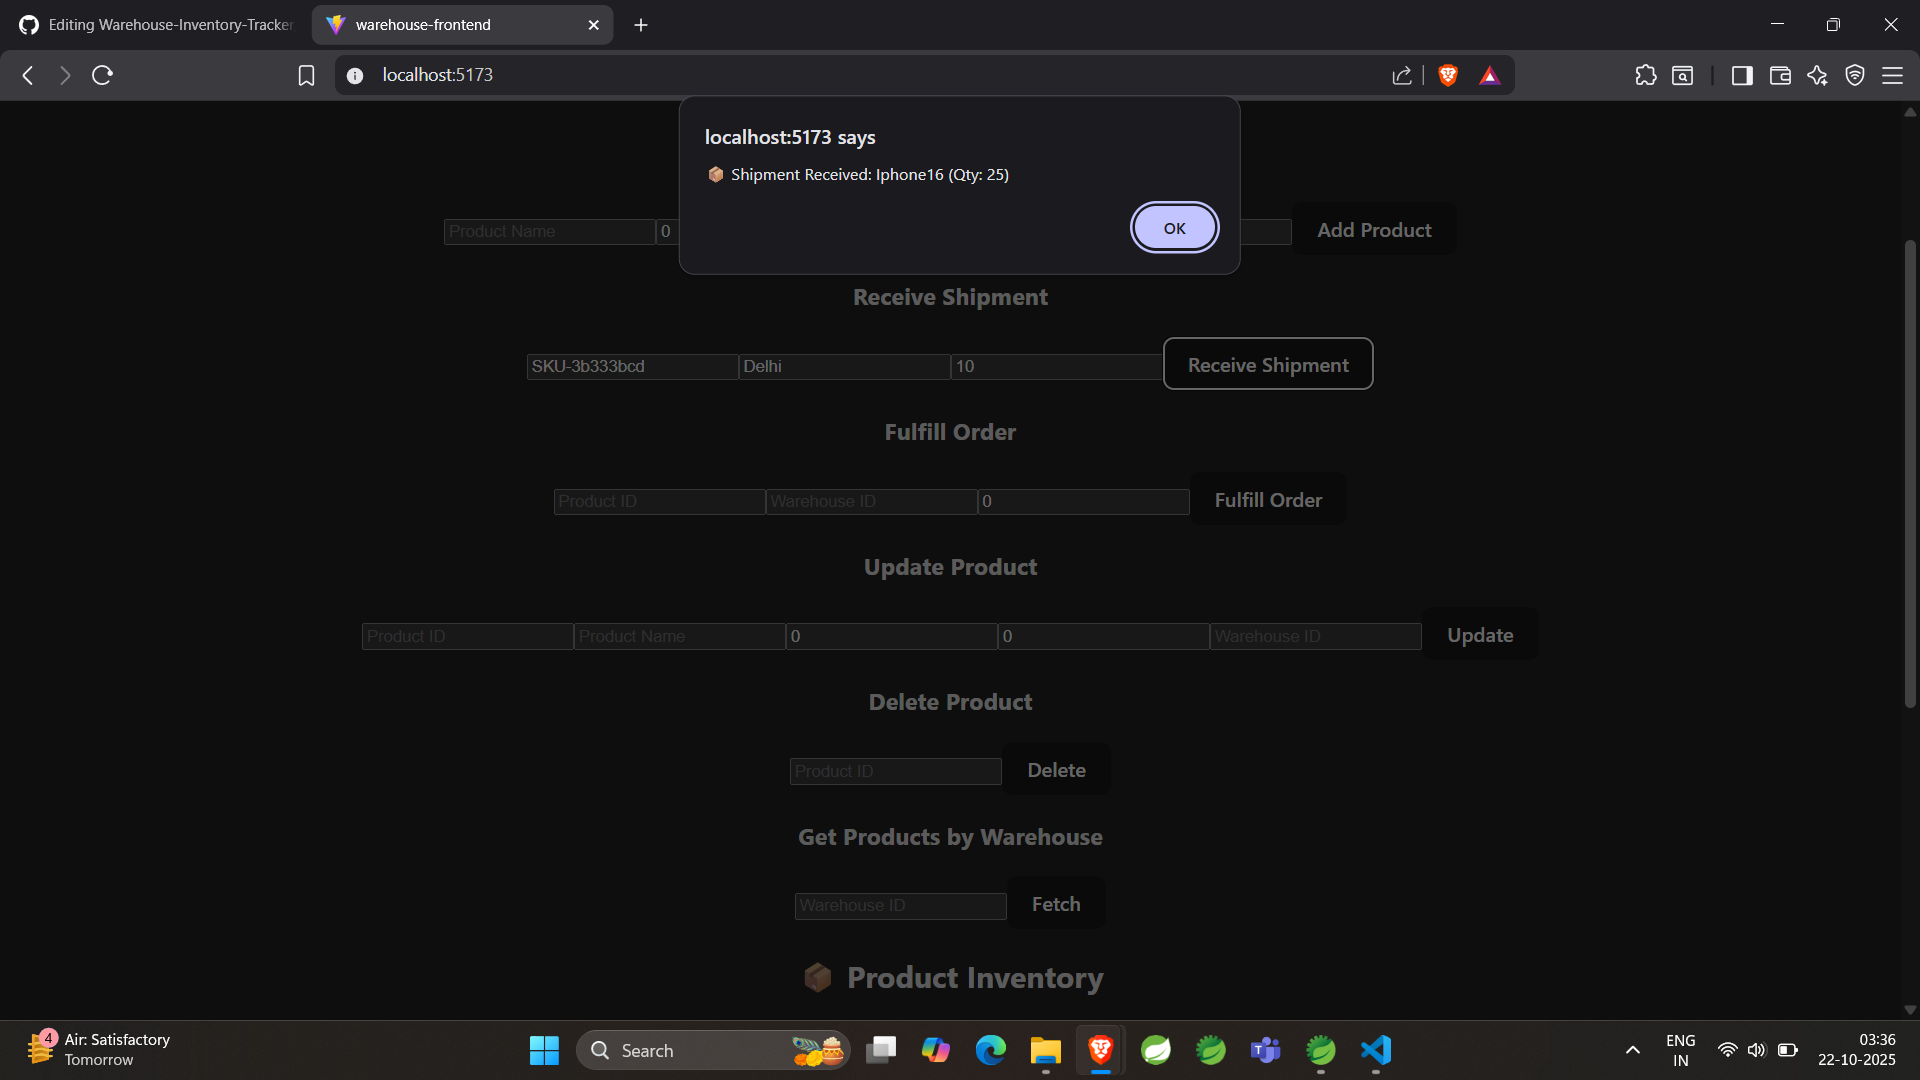 Editing Warehouse-Inventory-Tracker
warehouse-frontend
localhost:5173
localhost:5173 says
📦 Shipment Received: Iphone16 (Qty: 25)
OK
Product Name 0 Add Product
Receive Shipment
SKU-3b333bcd Delhi 10 Receive Shipment
Fulfill Order
Product ID Warehouse ID 0 Fulfill Order
Update Product
Product ID Product Name 0 0 Warehouse ID Update
Delete Product
Product ID Delete
Get Products by Warehouse
Warehouse ID Fetch
📦 Product Inventory
4
Air: Satisfactory
Tomorrow
Search
ENG
IN
03:36
22-10-2025